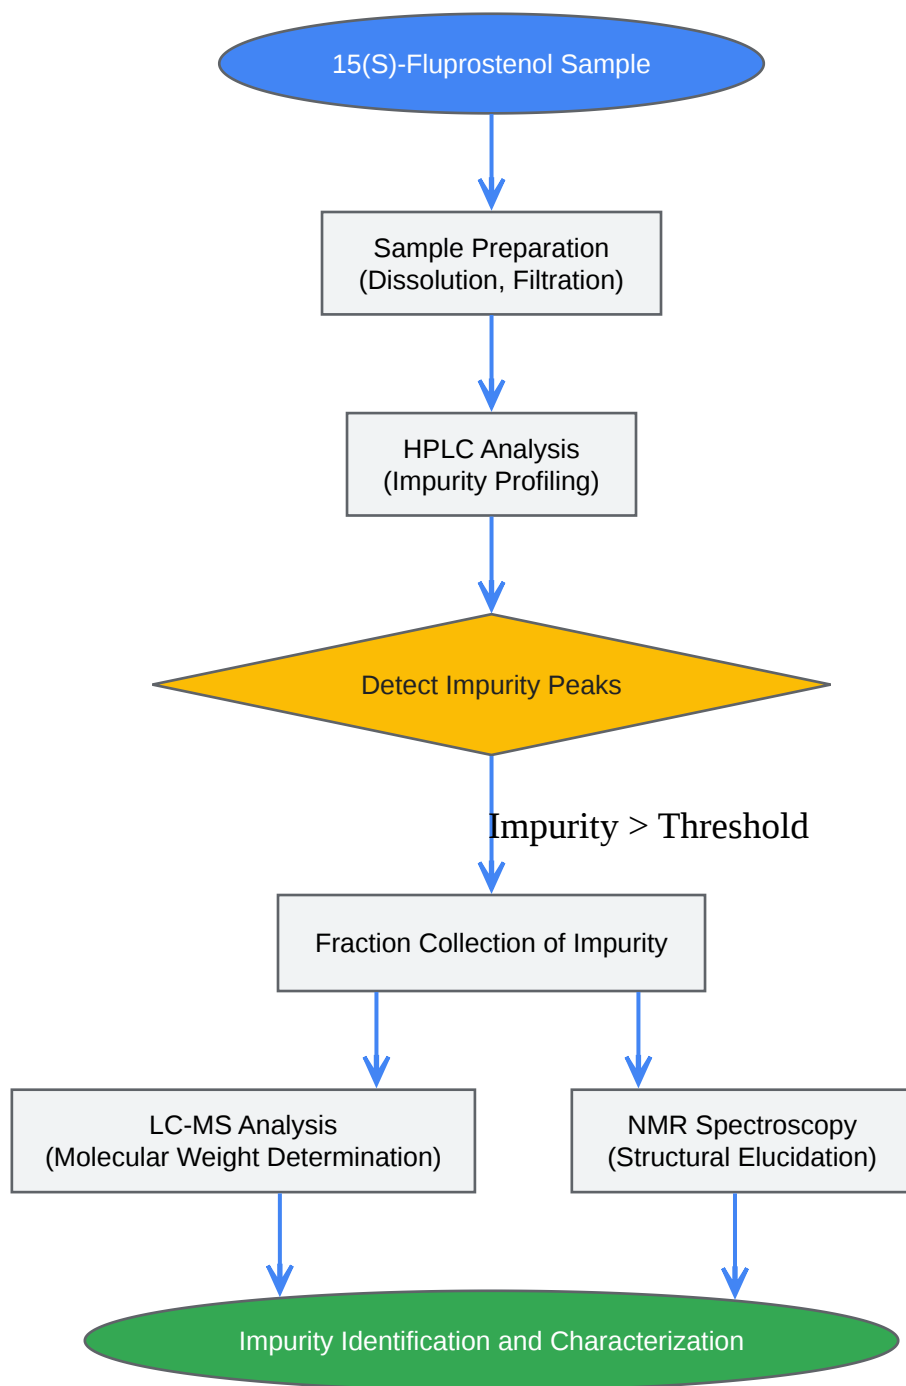 15(S)-Fluprostenol Sample
Sample Preparation
(Dissolution, Filtration)
HPLC Analysis
(Impurity Profiling)
Detect Impurity Peaks
Impurity > Threshold
Fraction Collection of Impurity
LC-MS Analysis
(Molecular Weight Determination)
NMR Spectroscopy
(Structural Elucidation)
Impurity Identification and Characterization